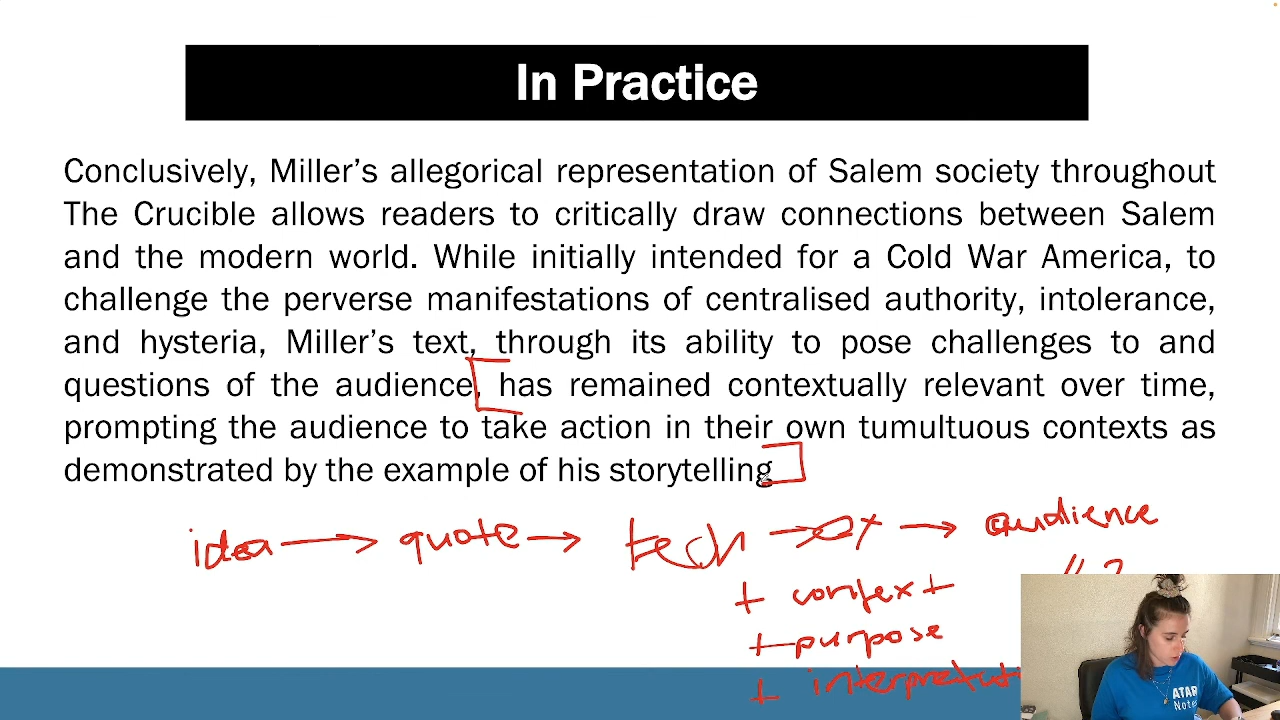 In Practice
Conclusively, Miller's allegorical representation of Salem society throughout
The Crucible allows readers to critically draw connections between Salem
and the modern world. While initially intended for a Cold War America, to
challenge the perverse manifestations of centralised authority, intolerance,
and hysteria, Miller's text, through its ability to pose challenges to and
questions of the audience, has remained contextually relevant over time,
prompting the audience to take action in their own tumultuous contexts as
demonstrated by the example of his storytelling
idea → quote → tech → ex → audience
+ context
+ purpose
+
ATAR
Notes